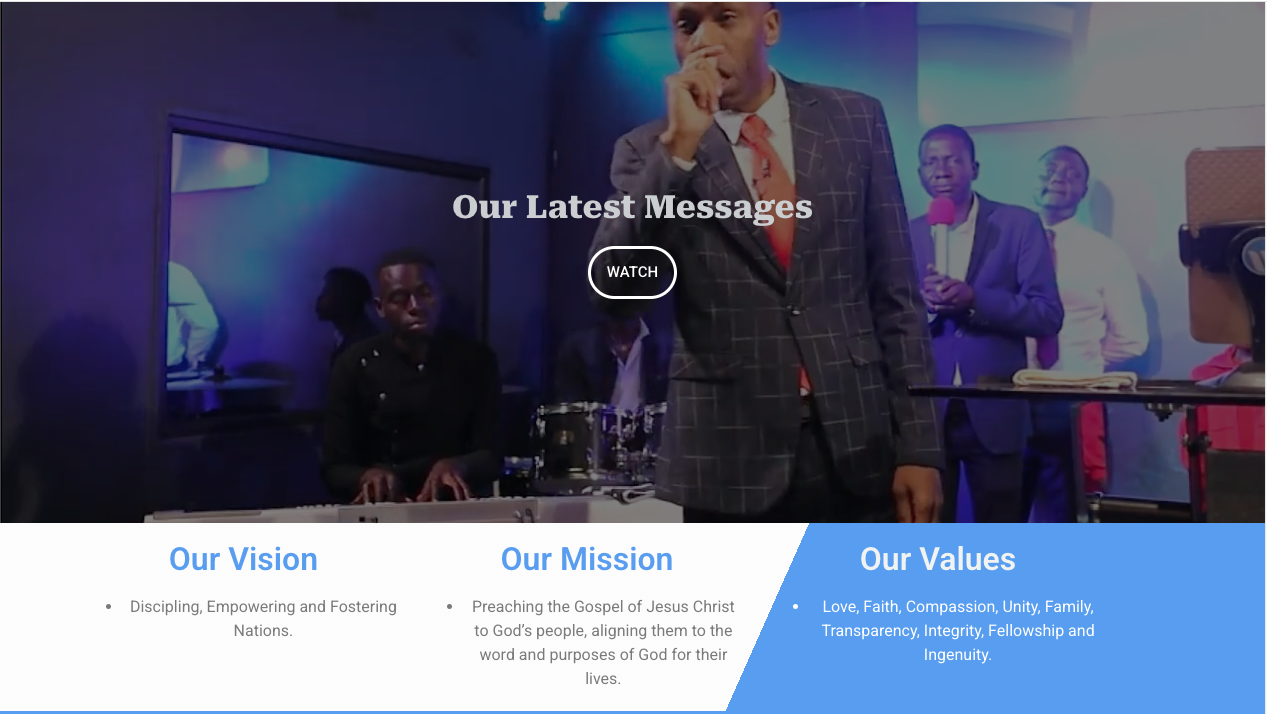 Our Latest Messages
WATCH
Our Vision
• Discipling, Empowering and Fostering
Nations.
Our Mission
• Preaching the Gospel of Jesus Christ
to God’s people, aligning them to the
word and purposes of God for their
lives.
Our Values
• Love, Faith, Compassion, Unity, Family,
Transparency, Integrity, Fellowship and
Ingenuity.